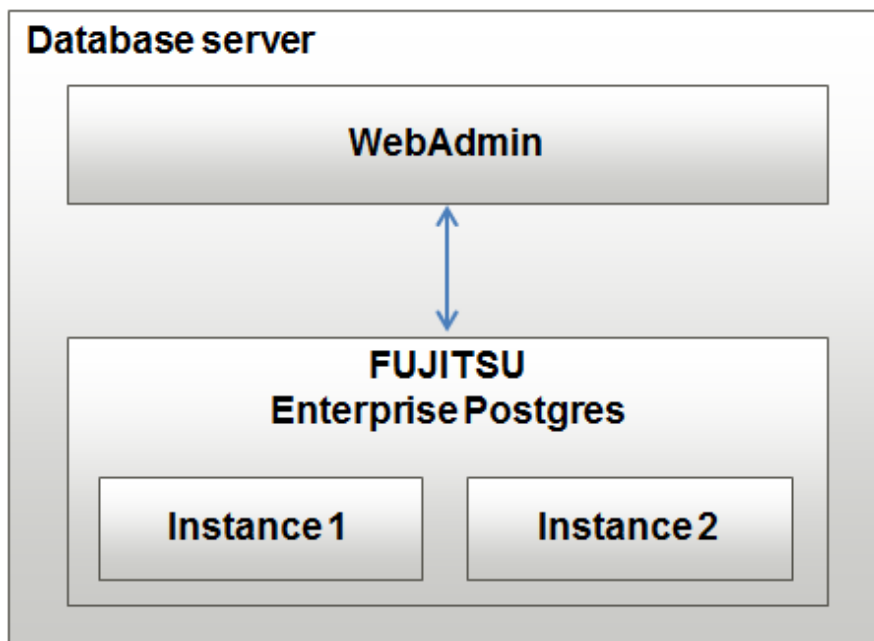 Database server
WebAdmin
FUJITSU
Enterprise Postgres
Instance 1
Instance 2